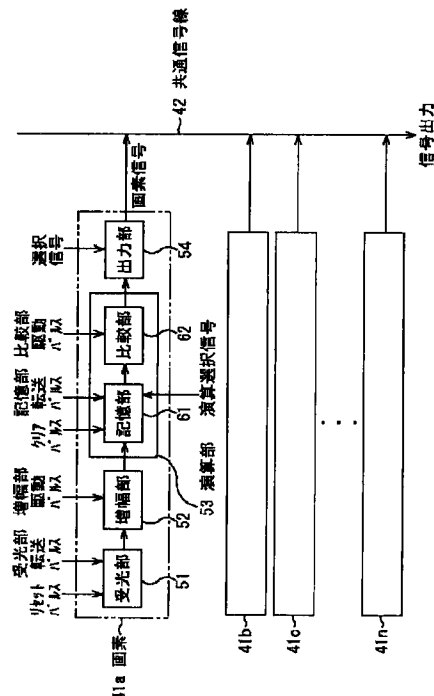 リセット
パルス
受光部
転送
パルス
増幅部
駆動
パルス
クリア
パルス
記憶部
転送
パルス
比較部
駆動
パルス
選択
信号
受光部
増幅部
記憶部
比較部
出力部
画素信号
51
52
61
62
54
53 演算部
演算選択信号
41a 画素
42 共通信号線
41b
41c
・・・
41n
信号出力